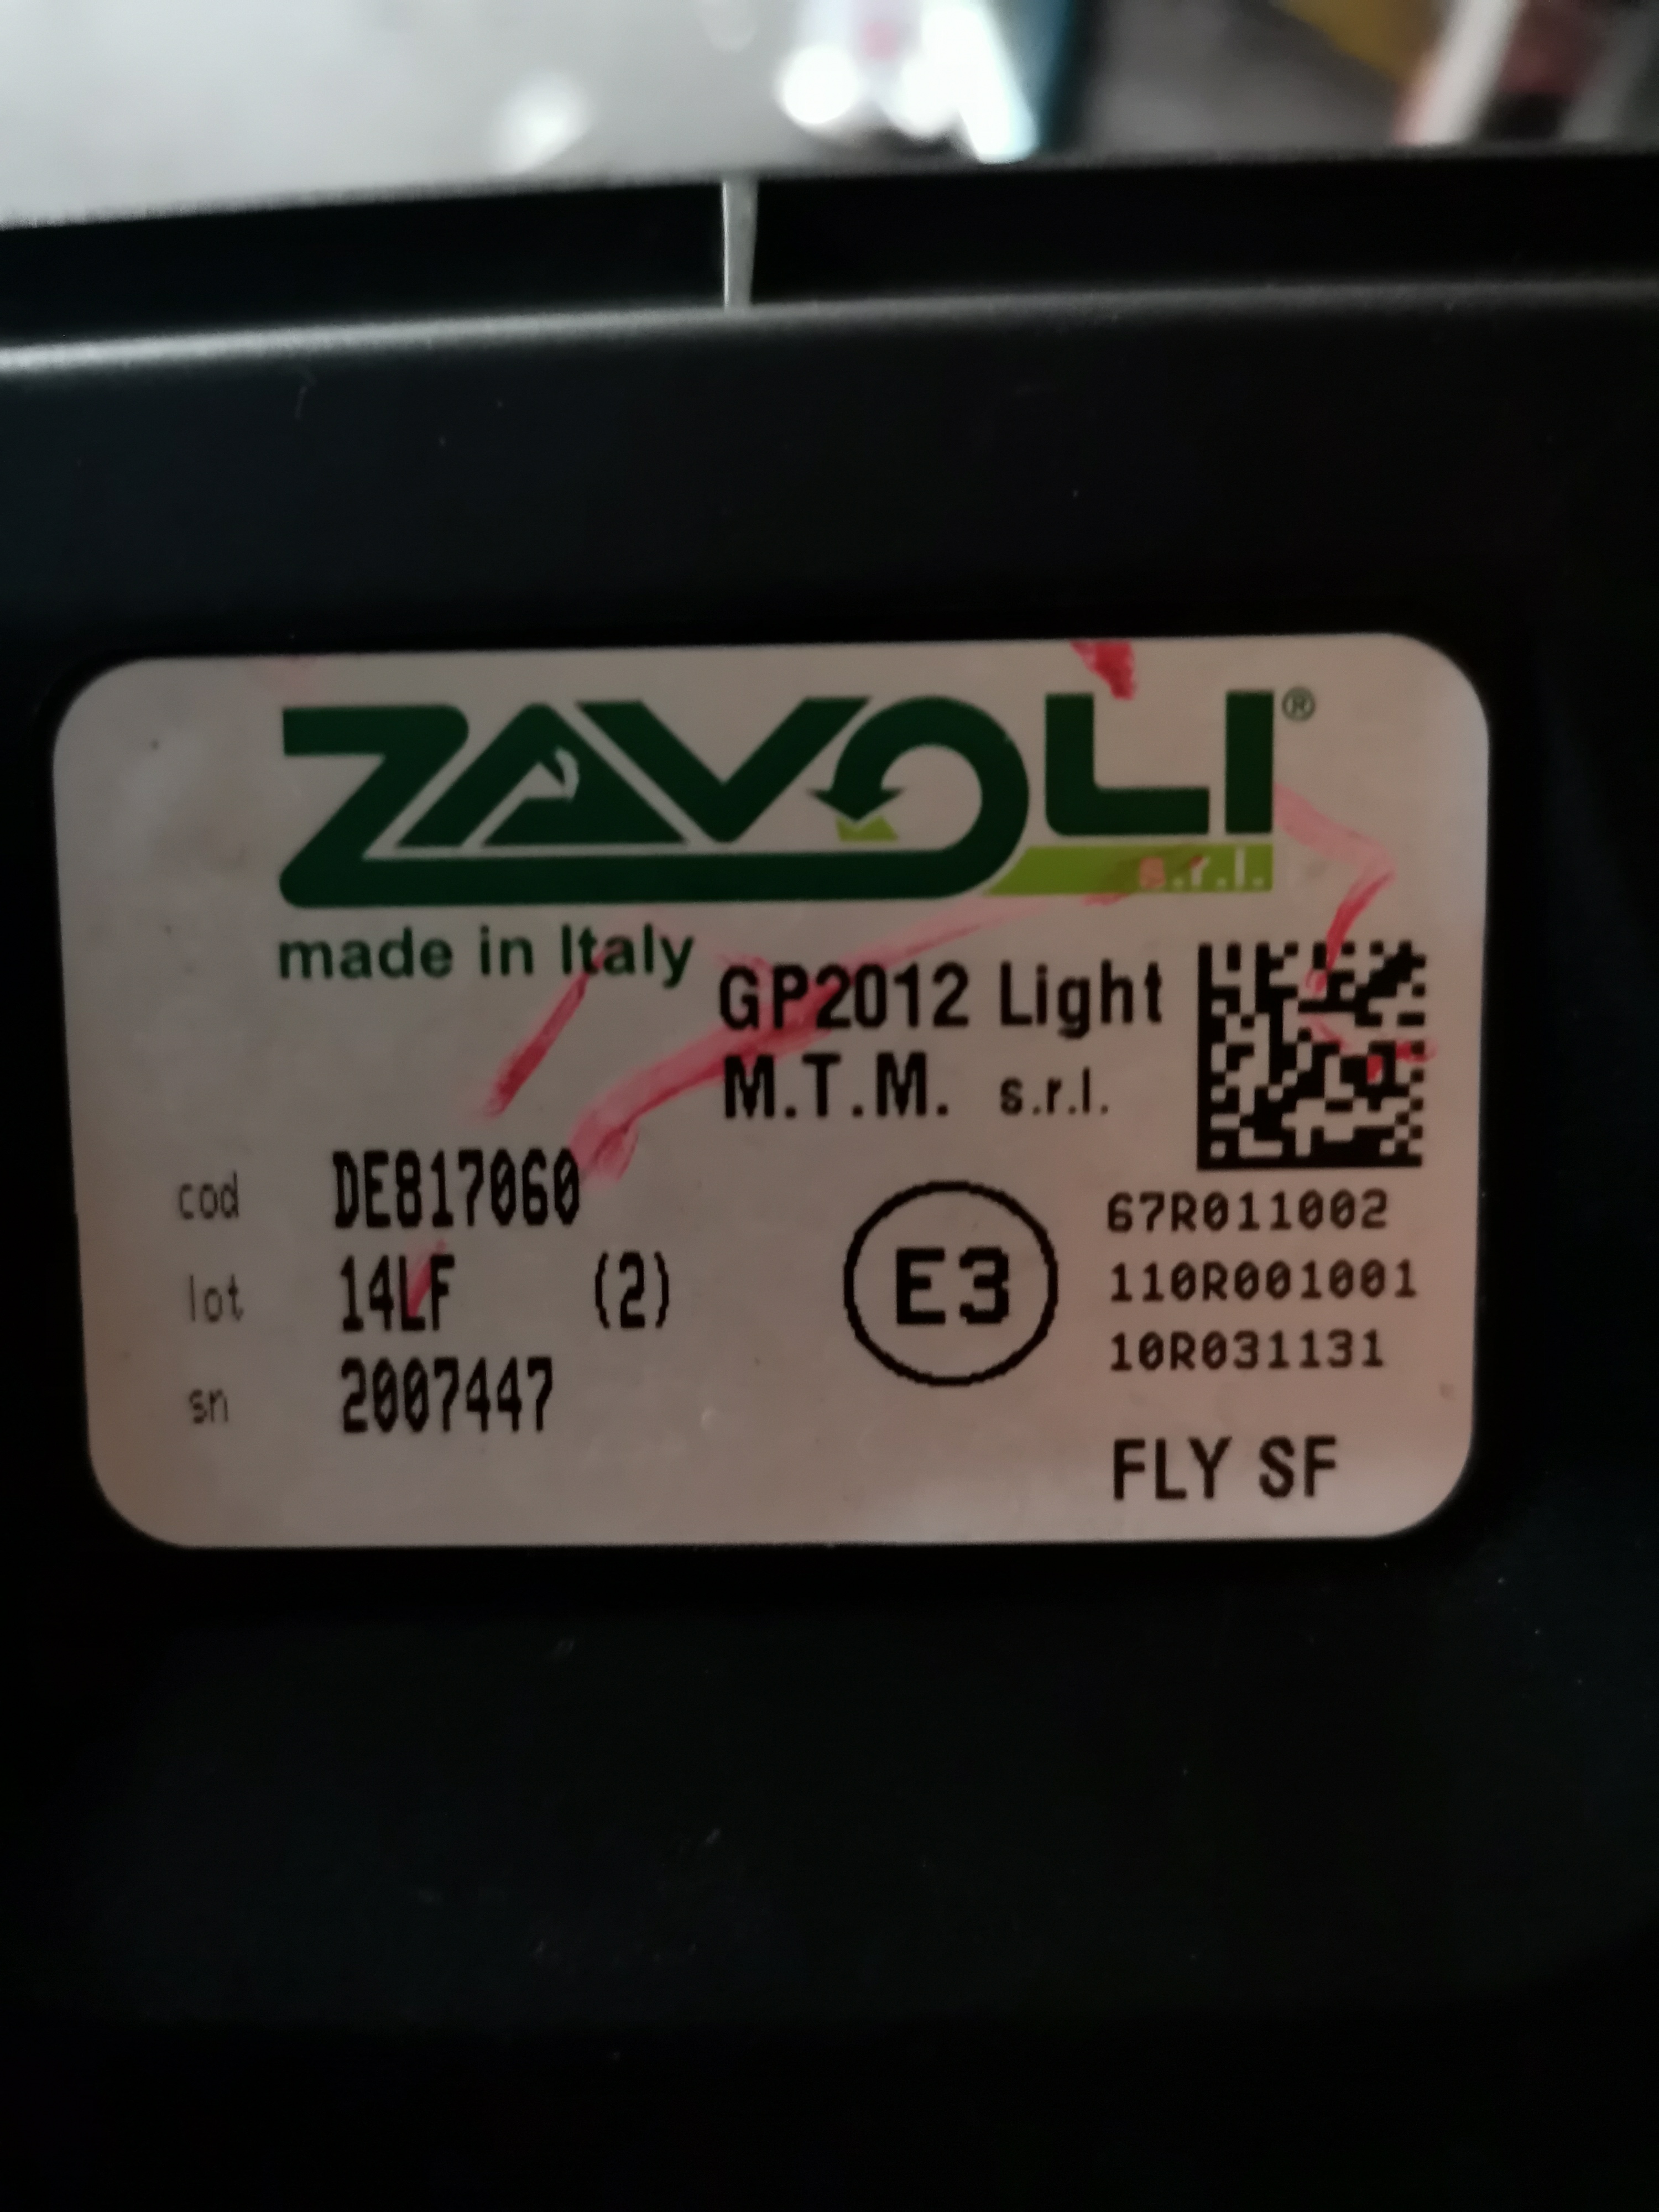 ZAVOLI®
s.r.l.
made in Italy
GP2012 Light
M.T.M. s.r.l.
cod DE817060
lot 14LF (2)
sn 2007447
E3
67R011002
110R001001
10R031131
FLY SF